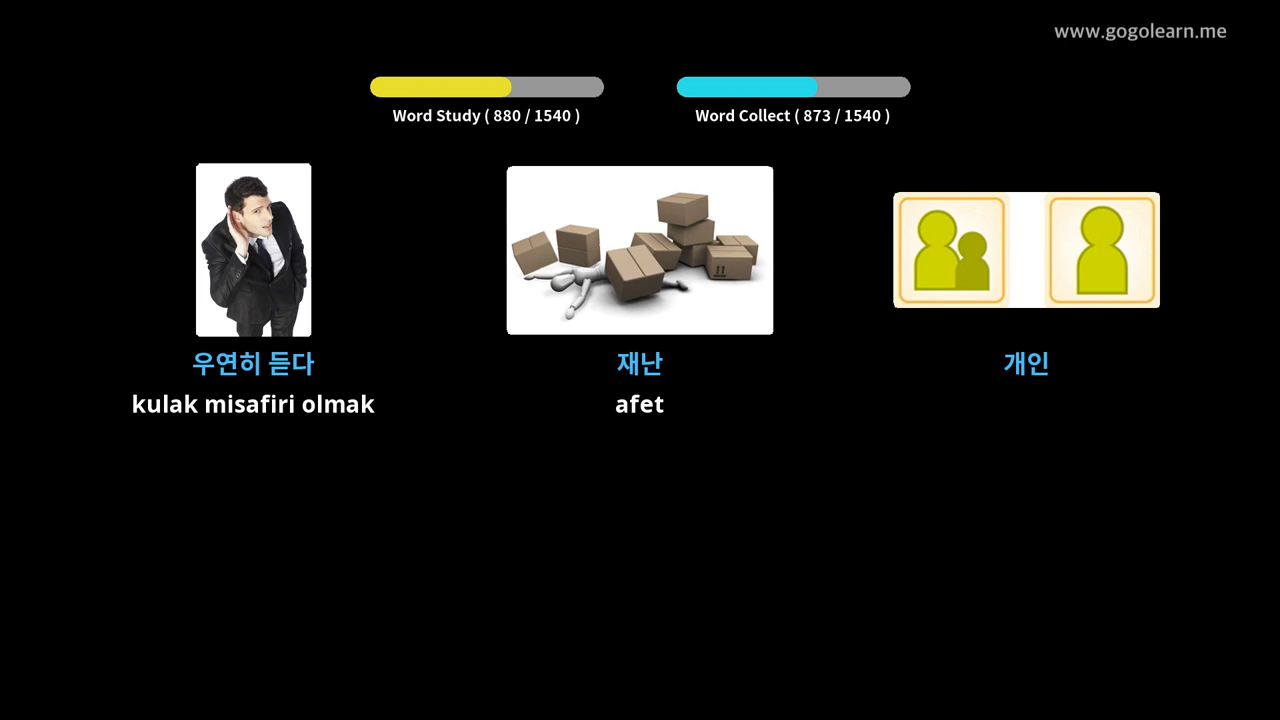 www.gogolearn.me
Word Study ( 880 / 1540 )
Word Collect ( 873 / 1540 )
우연히 듣다
재난
개인
kulak misafiri olmak
afet